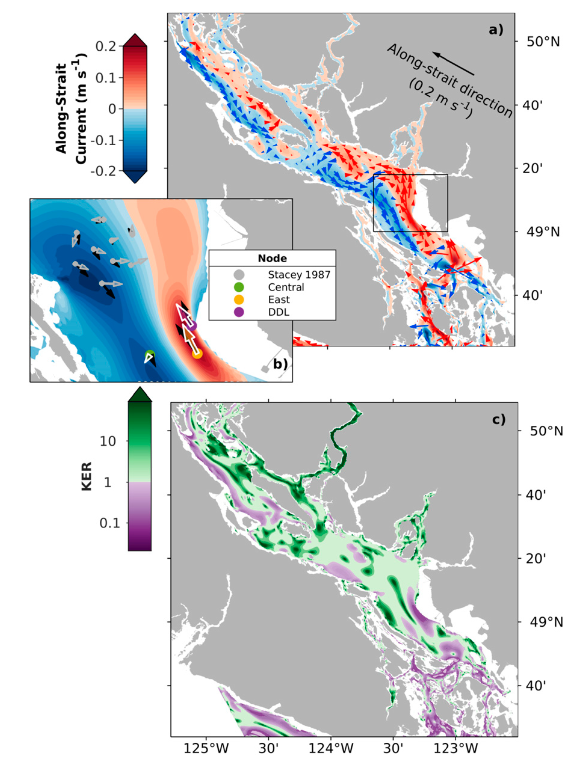 a)
50°N
40'
20'
49°N
40'
Along-strait direction
(0.2 m s⁻¹)
Along-Strait
Current (m s⁻¹)
0.2
0.1
0
-0.1
-0.2
Node
Stacey 1987
Central
East
DDL
b)
c)
KER
10
1
0.1
50°N
40'
20'
49°N
40'
125°W
30'
124°W
30'
123°W